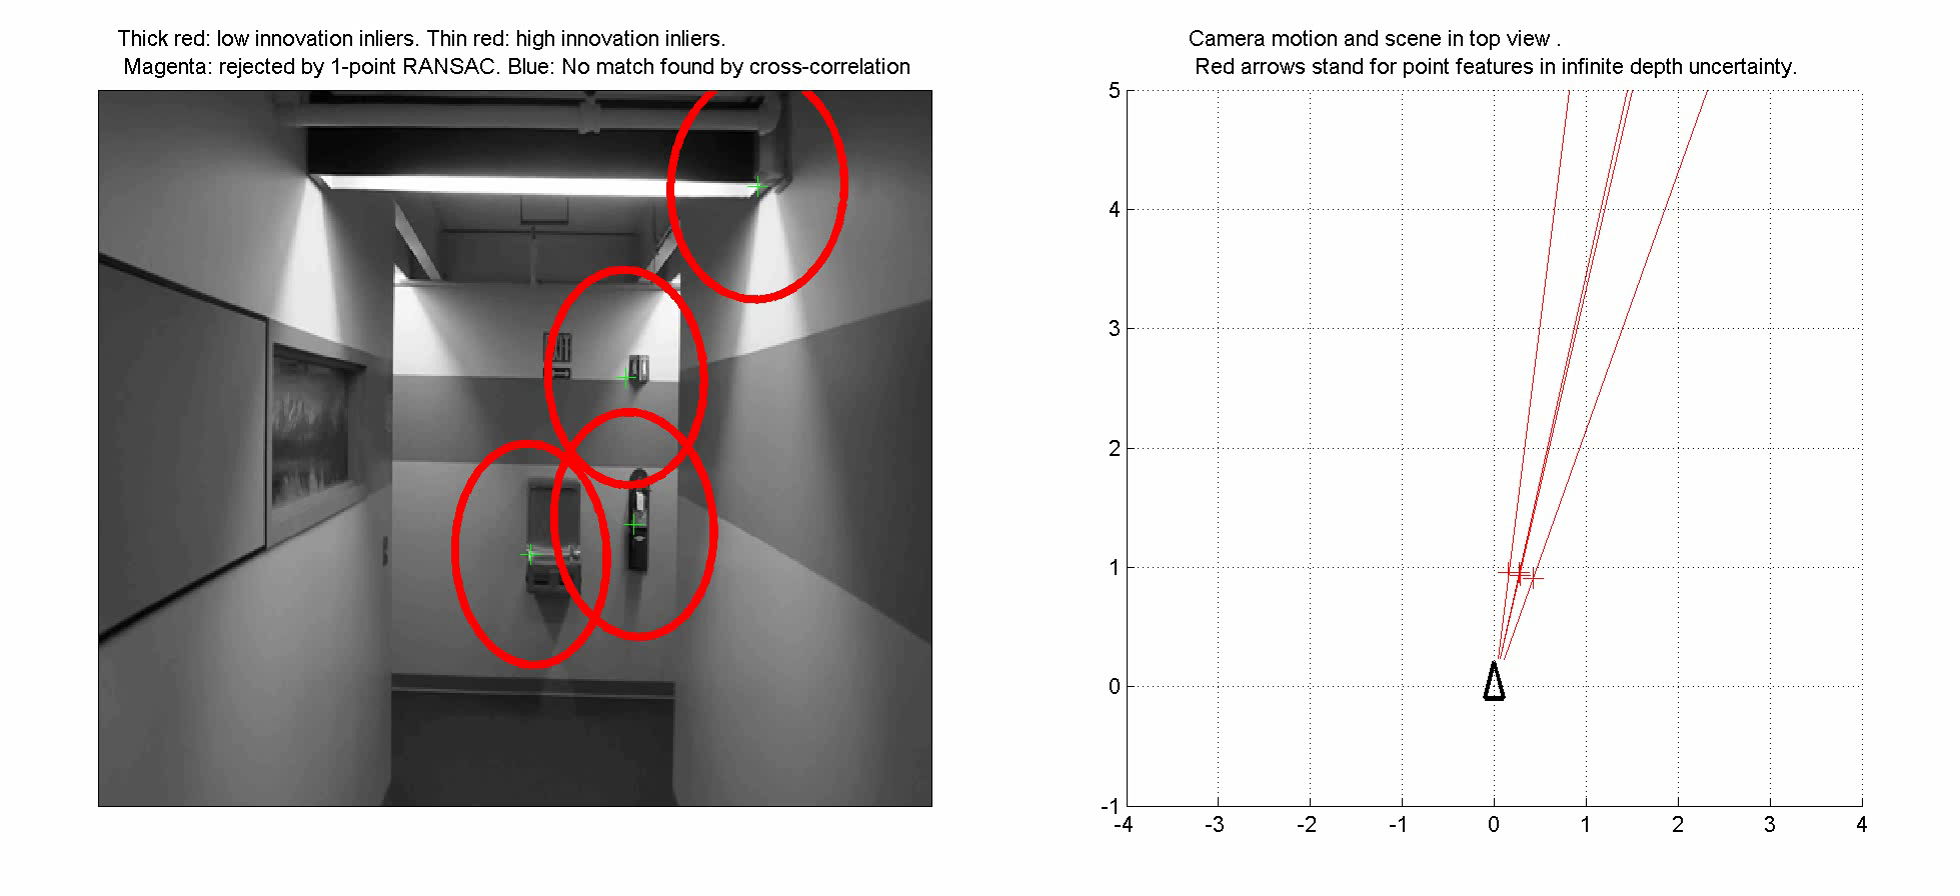 Thick red: low innovation inliers. Thin red: high innovation inliers.
Magenta: rejected by 1-point RANSAC. Blue: No match found by cross-correlation
Camera motion and scene in top view .
Red arrows stand for point features in infinite depth uncertainty.
5
4
3
2
1
0
-1
-4 -3 -2 -1 0 1 2 3 4